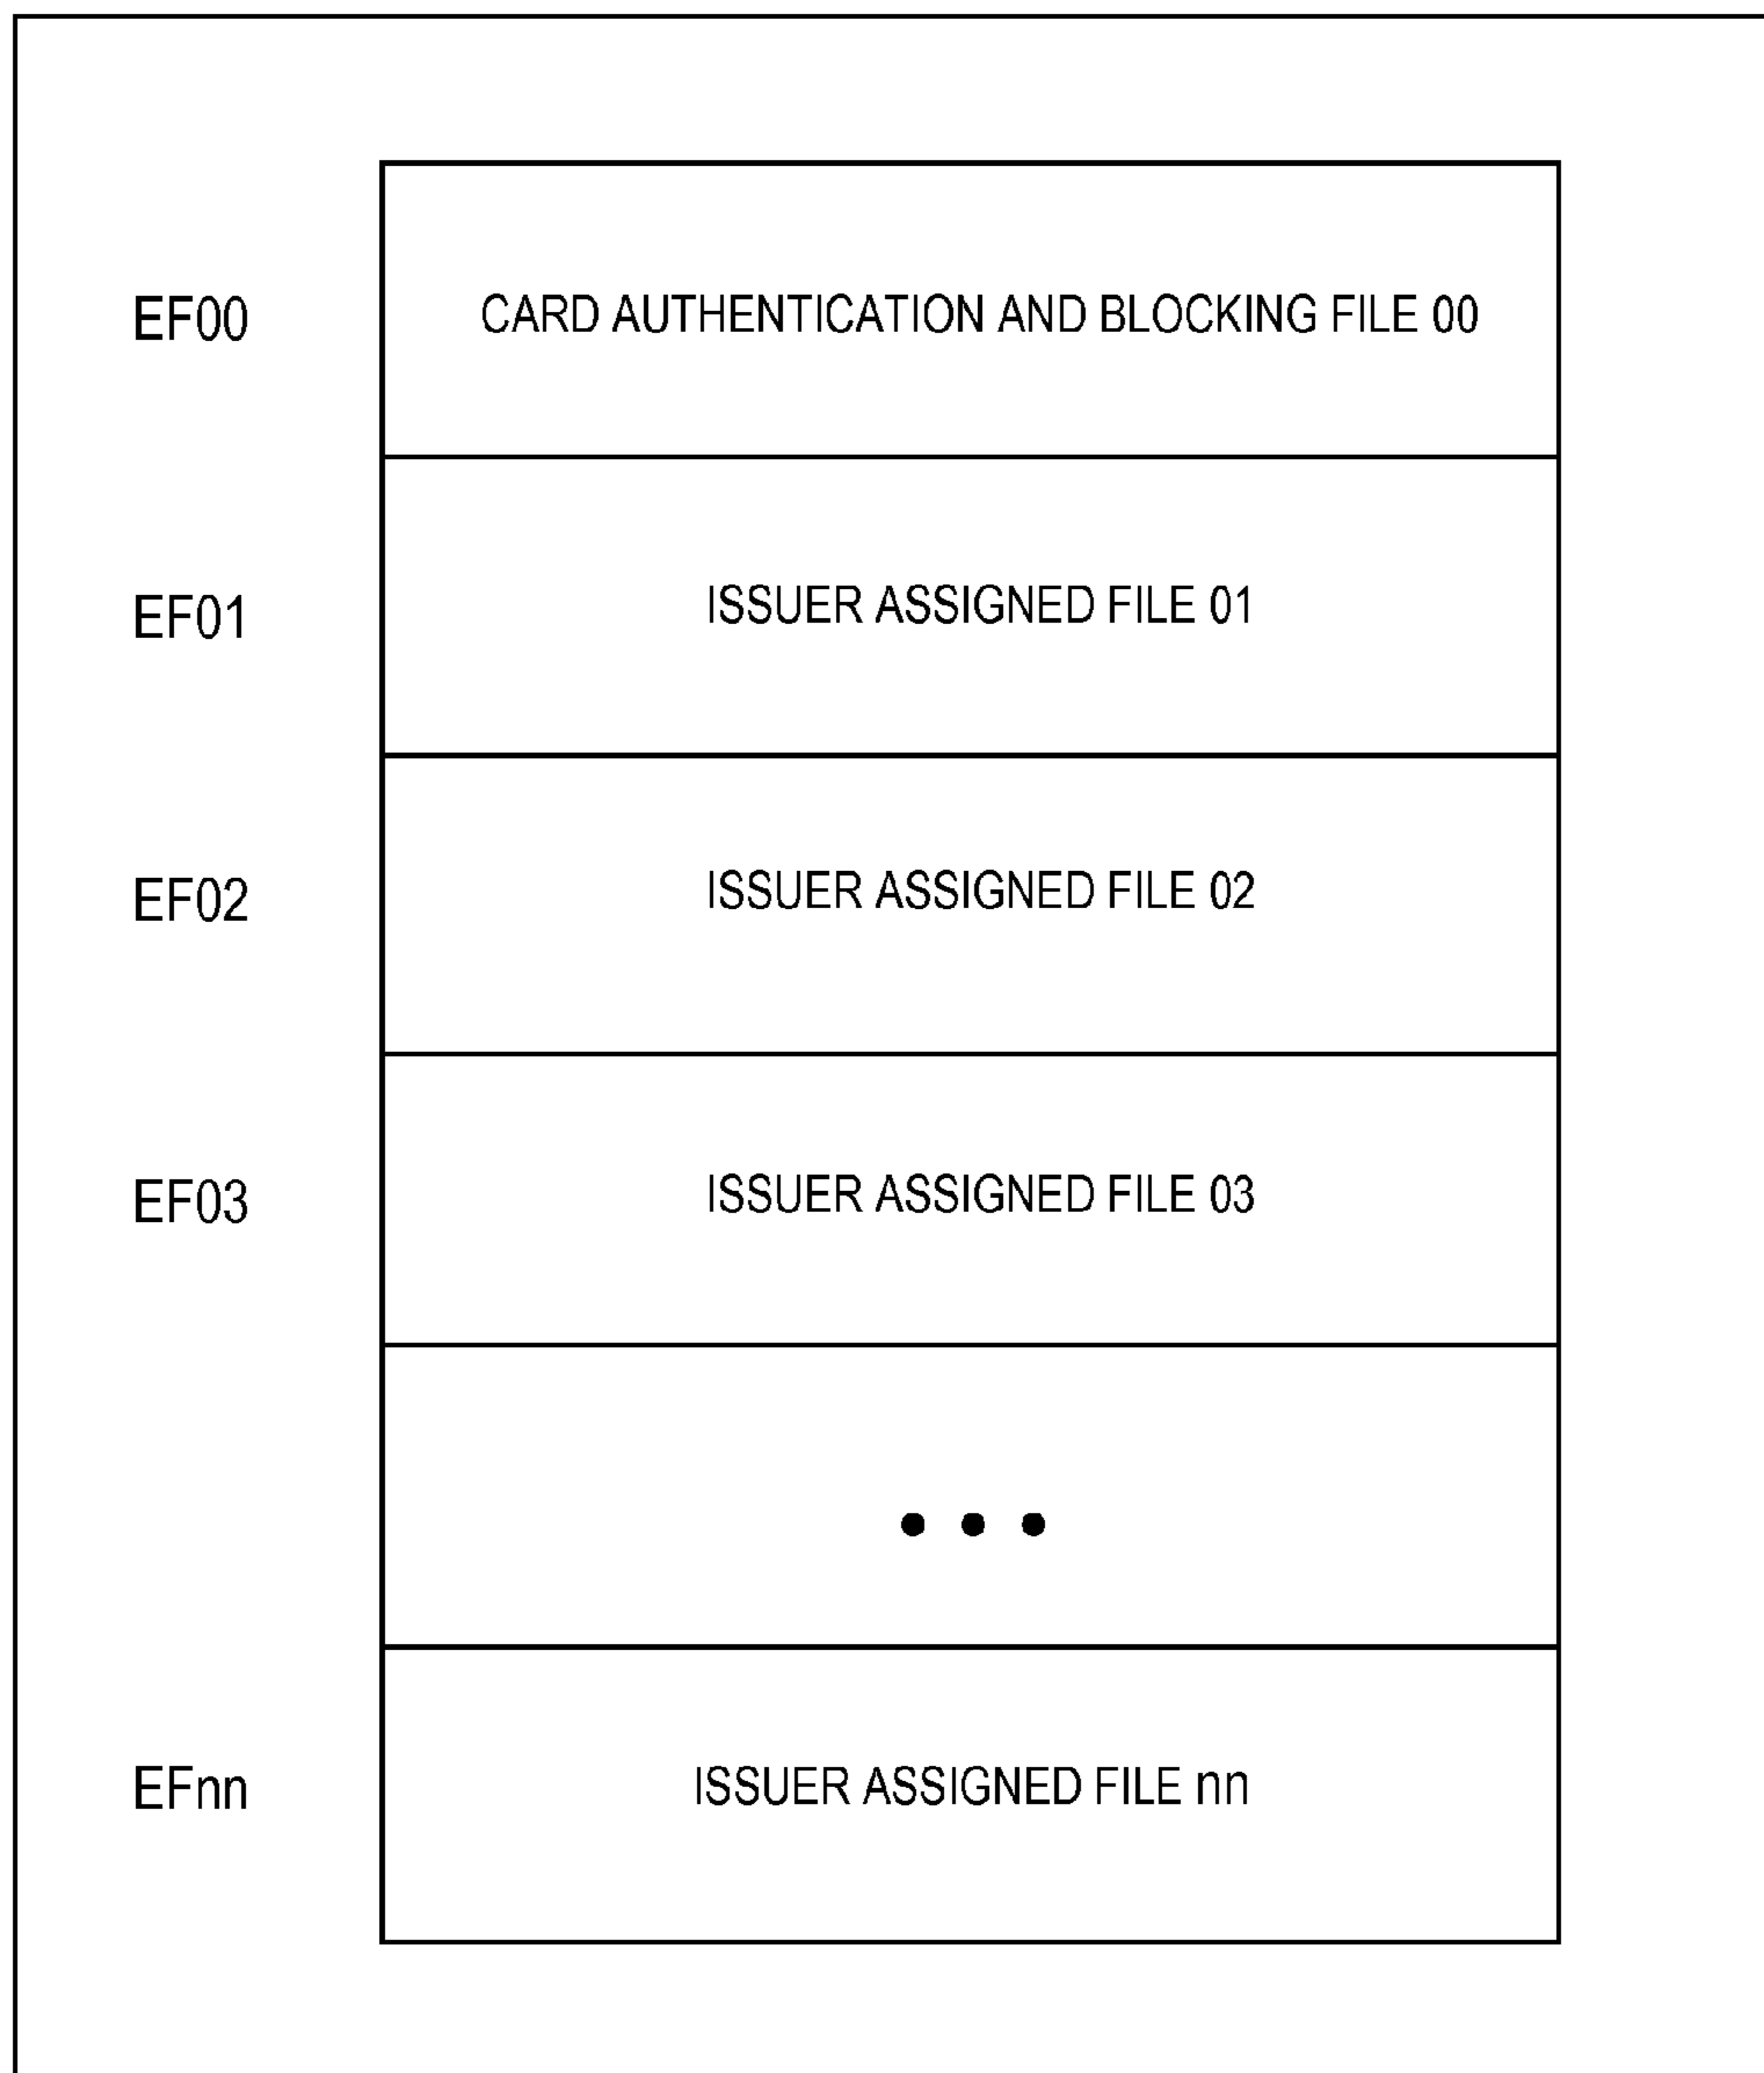 EF00 CARD AUTHENTICATION AND BLOCKING FILE 00
EF01 ISSUER ASSIGNED FILE 01
EF02 ISSUER ASSIGNED FILE 02
EF03 ISSUER ASSIGNED FILE 03
• • •
EFnn ISSUER ASSIGNED FILE nn